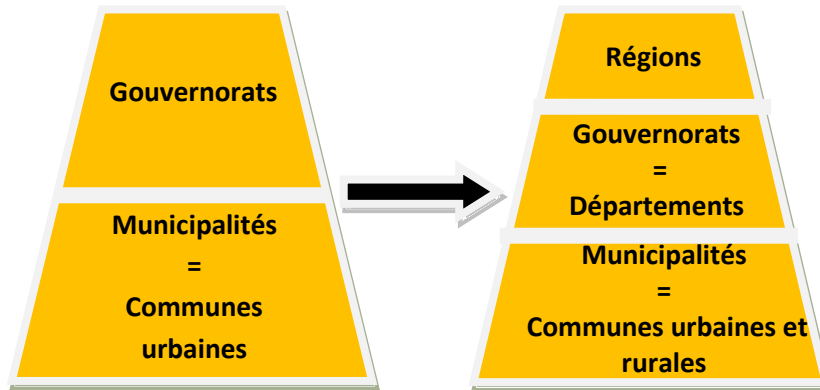 Gouvernorats
Municipalités
=
Communes
urbaines
Régions
Gouvernorats
=
Départements
Municipalités
=
Communes urbaines et
rurales